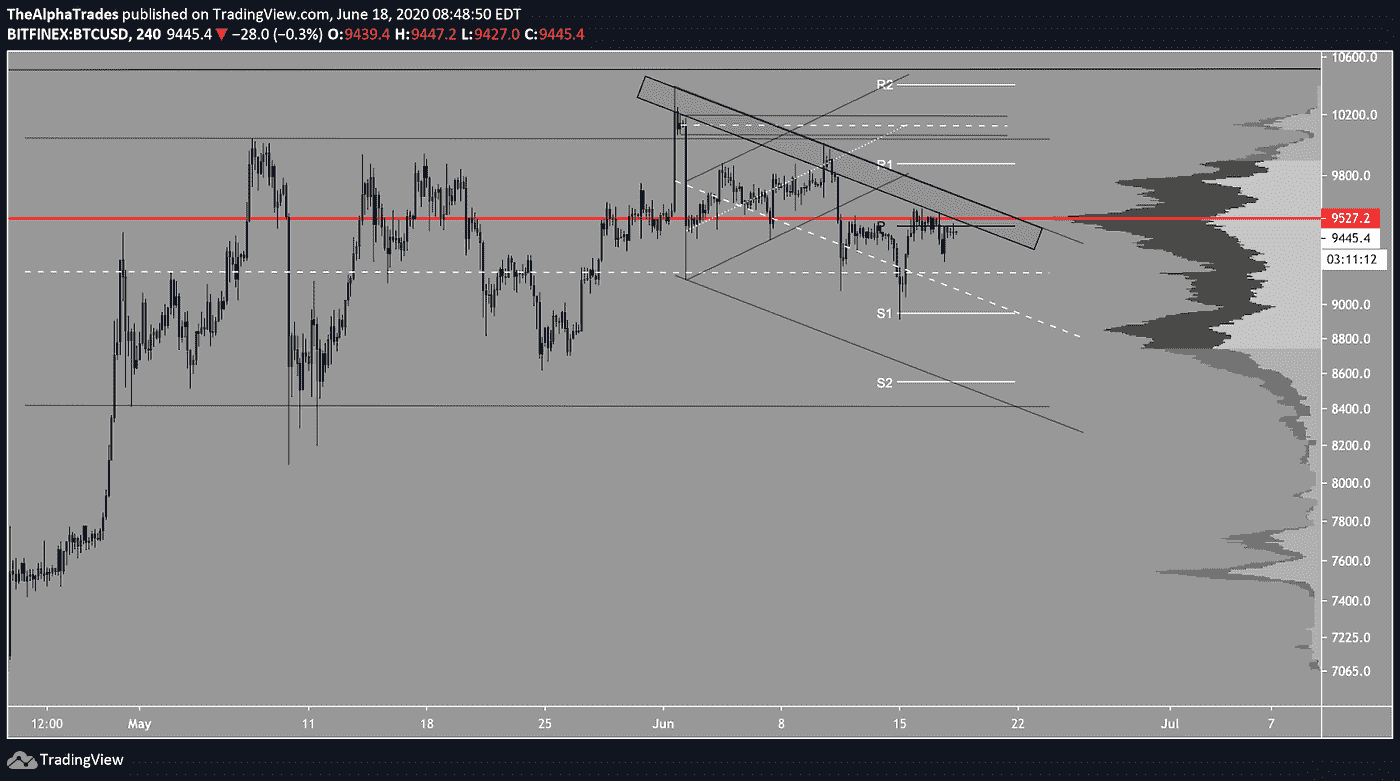 TheAlphaTrades published on TradingView.com, June 18, 2020 08:48:50 EDT
BITFINEX:BTCUSD, 240 9445.4 ▼ −28.0 (−0.3%) O:9439.4 H:9447.2 L:9427.0 C:9445.4
10600.0
R2
10200.0
R1
9800.0
9527.2
P
9445.4
03:11:12
9000.0
S1
8800.0
8600.0
S2
8400.0
8200.0
8000.0
7800.0
7600.0
7400.0
7225.0
7065.0
12:00 May 11 18 25 Jun 8 15 22 Jul 7
TradingView